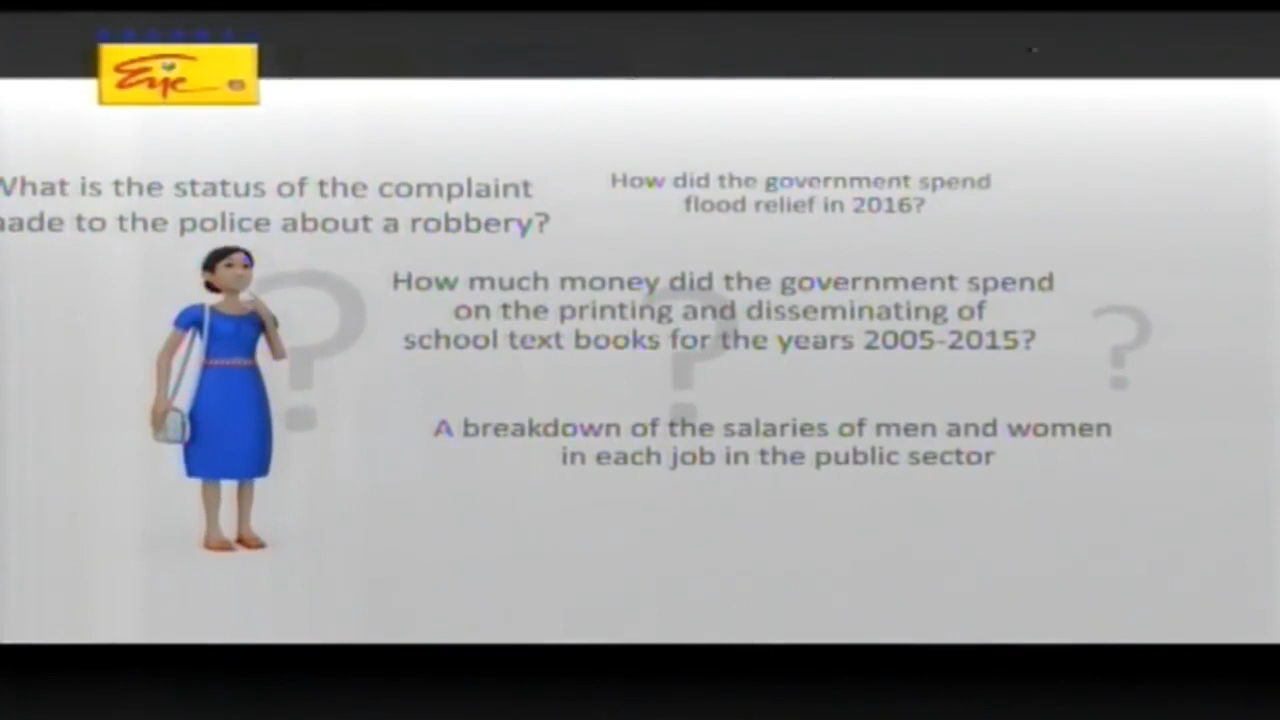 Eye
What is the status of the complaint
made to the police about a robbery?
How did the government spend
flood relief in 2016?
How much money did the government spend
on the printing and disseminating of
school text books for the years 2005-2015?
A breakdown of the salaries of men and women
in each job in the public sector